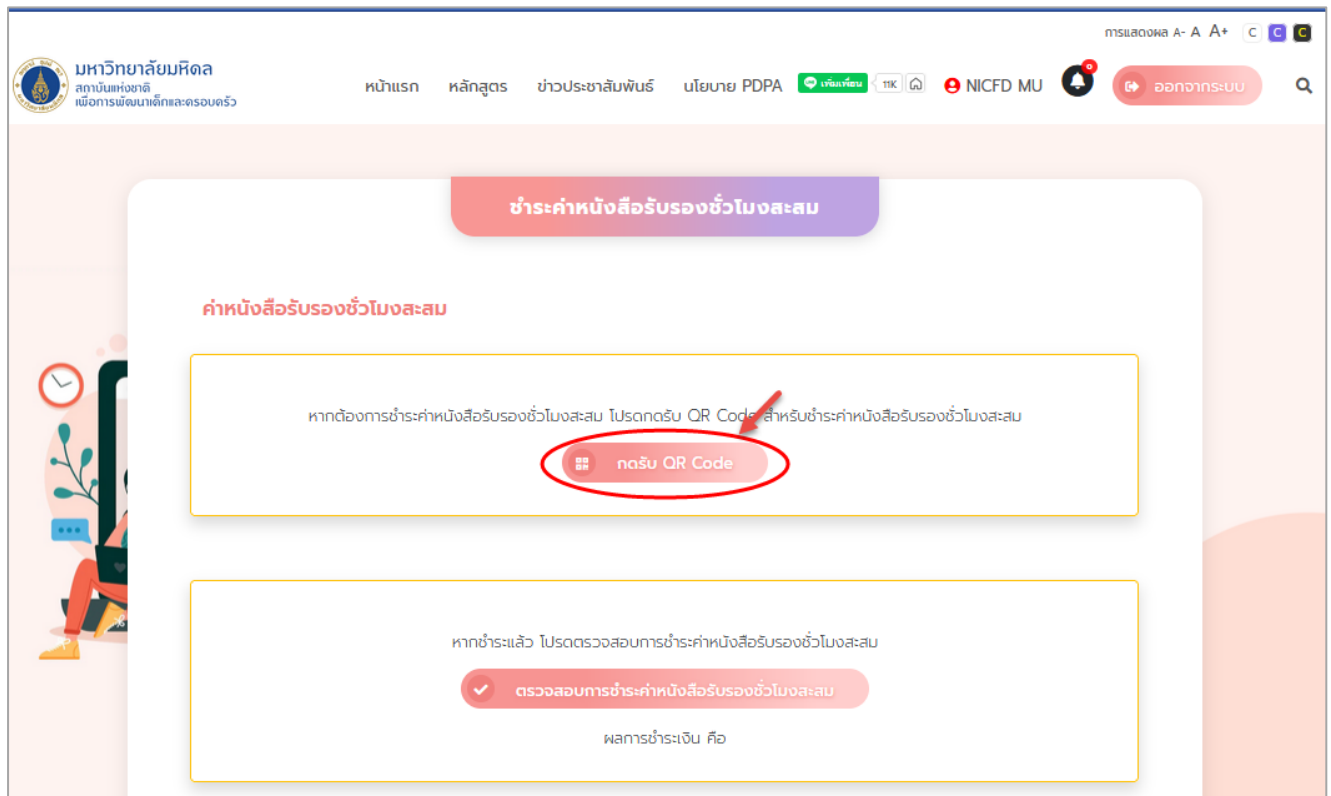 การแสดงผล A- A A+ C C C
มหาวิทยาลัยมหิดล
สถาบันแห่งชาติ
เพื่อการพัฒนาเด็กและครอบครัว
หน้าแรก หลักสูตร ข่าวประชาสัมพันธ์ นโยบาย PDPA เพิ่มเพื่อน 11K NICFD MU 0 ออกจากระบบ
ชำระค่าหนังสือรับรองชั่วโมงสะสม
ค่าหนังสือรับรองชั่วโมงสะสม
หากต้องการชำระค่าหนังสือรับรองชั่วโมงสะสม โปรดกดรับ QR Code สำหรับชำระค่าหนังสือรับรองชั่วโมงสะสม
กดรับ QR Code
หากชำระแล้ว โปรดตรวจสอบการชำระค่าหนังสือรับรองชั่วโมงสะสม
ตรวจสอบการชำระค่าหนังสือรับรองชั่วโมงสะสม
ผลการชำระเงิน คือ